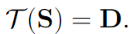 𝒯(𝐒) = 𝐃.